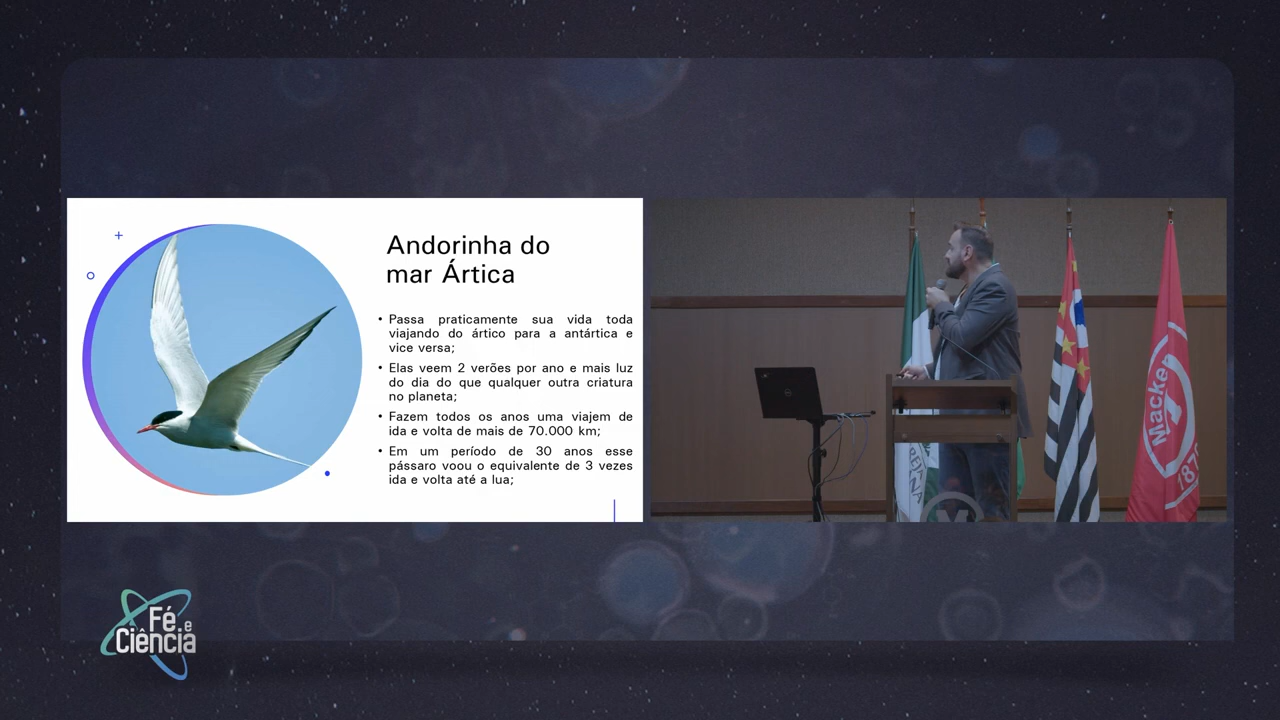 Andorinha do
mar Ártica
• Passa praticamente sua vida toda
viajando do ártico para a antártica e
vice versa;
• Elas veem 2 verões por ano e mais luz
do dia do que qualquer outra criatura
no planeta;
• Fazem todos os anos uma viajem de
ida e volta de mais de 70.000 km;
• Em um período de 30 anos esse
pássaro voou o equivalente de 3 vezes
ida e volta até a lua;
Macke
187
M
Fé e
Ciência